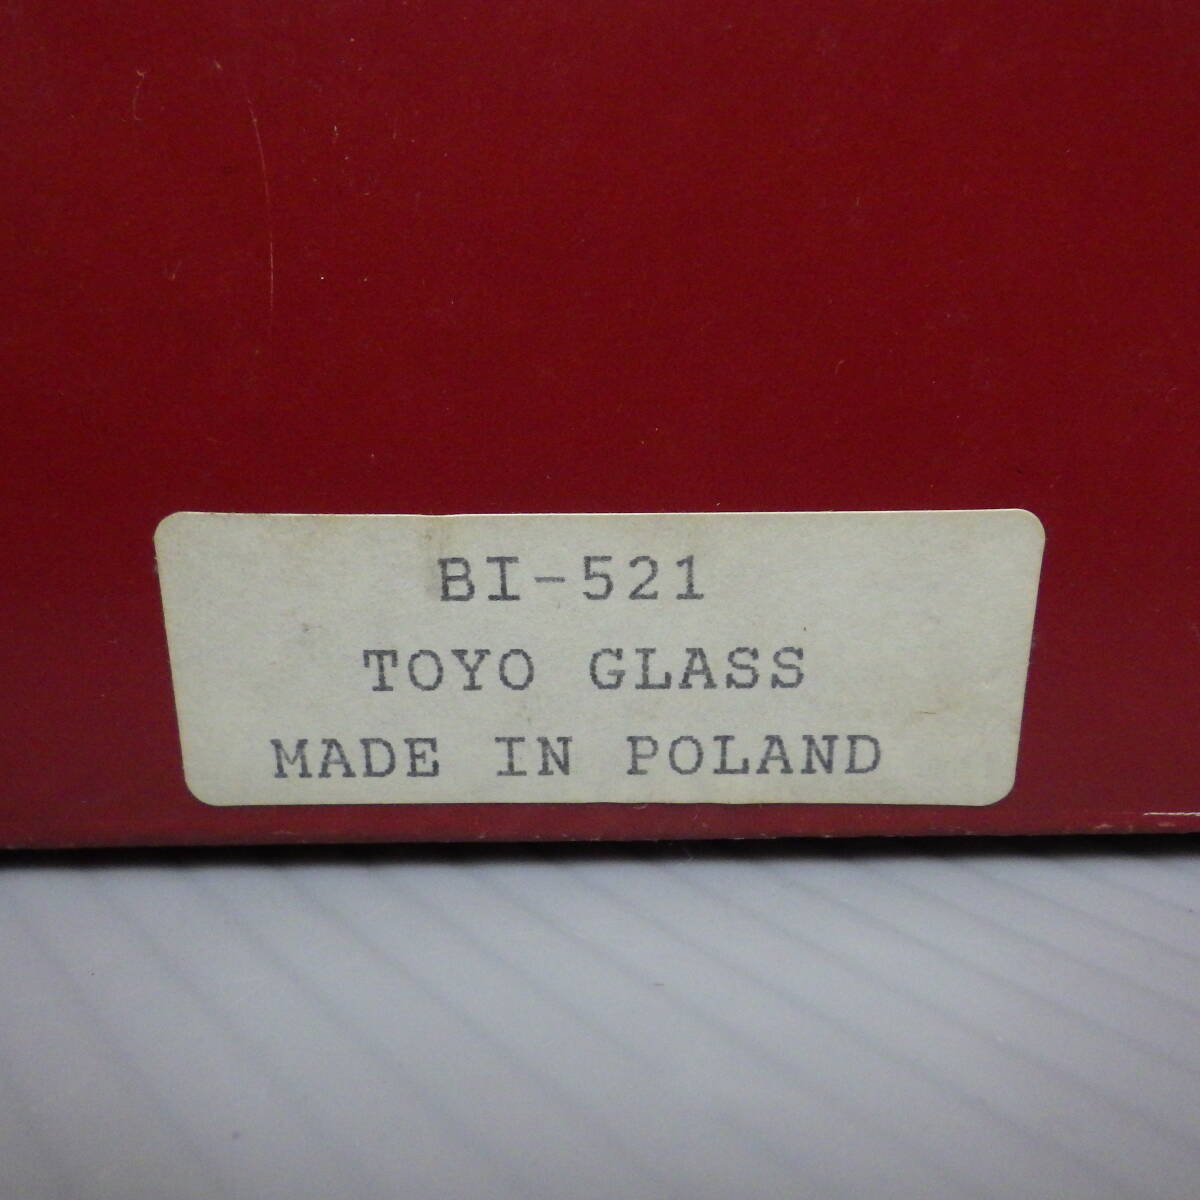 BI-521
TOYO GLASS
MADE IN POLAND